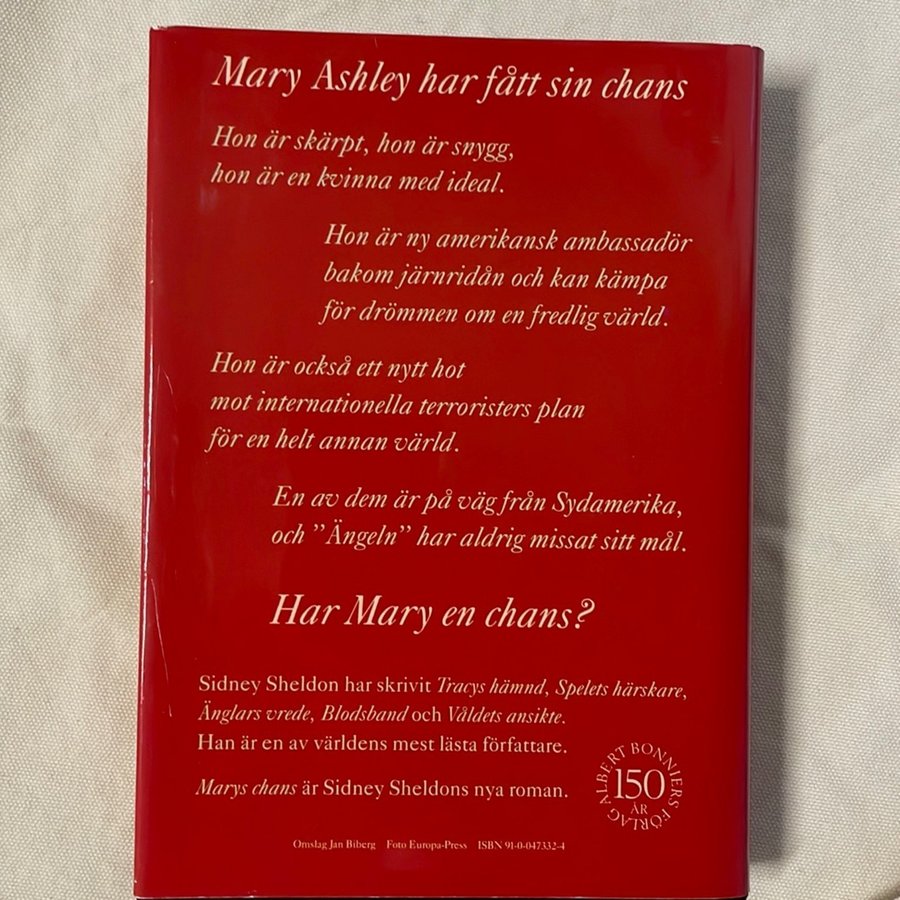 Mary Ashley har fått sin chans
Hon är skärpt, hon är snygg,
hon är en kvinna med ideal.
Hon är ny amerikansk ambassadör
bakom järnridån och kan kämpa
för drömmen om en fredlig värld.
Hon är också ett nytt hot
mot internationella terroristers plan
för en helt annan värld.
En av dem är på väg från Sydamerika,
och ”Ängeln” har aldrig missat sitt mål.
Har Mary en chans?
Sidney Sheldon har skrivit Tracys hämnd, Spelets härskare,
Änglars vrede, Blodsband och Våldets ansikte.
Han är en av världens mest lästa författare.
Marys chans är Sidney Sheldons nya roman.
ALBERT BONNIERS FÖRLAG
150
ÅR
Omslag Jan Biberg Foto Europa-Press ISBN 91-0-047332-4